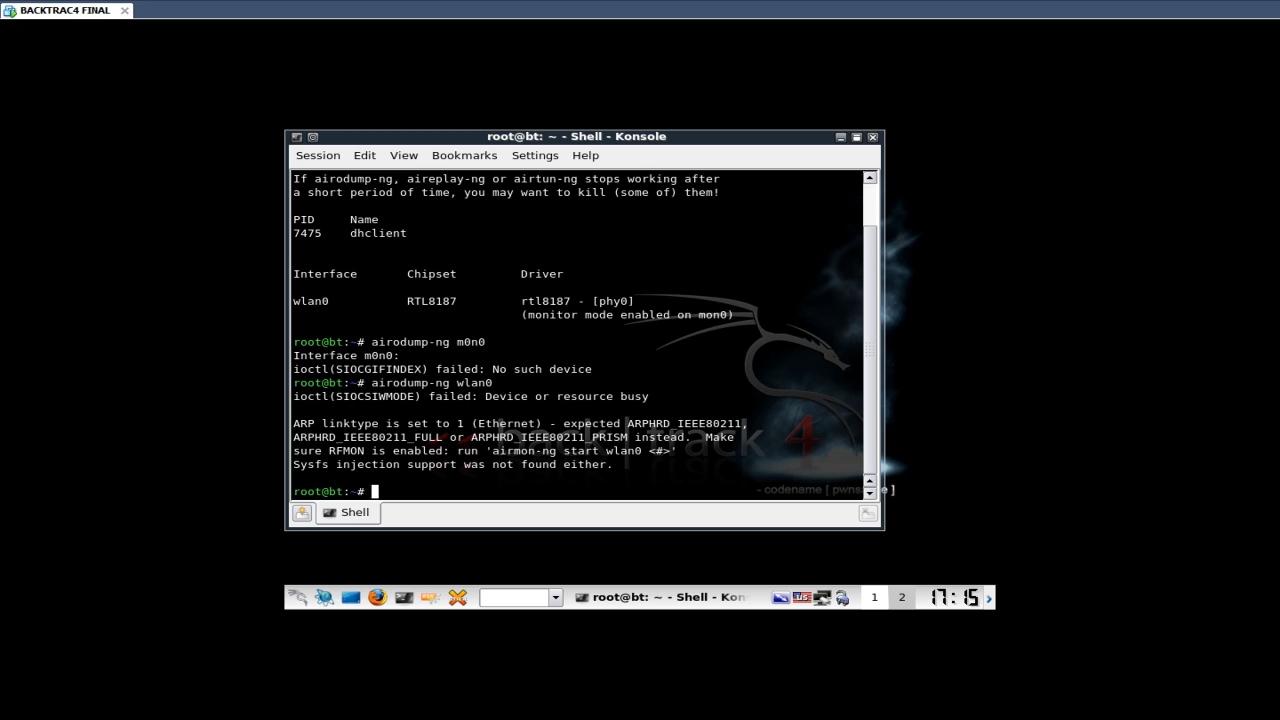 BACKTRAC4 FINAL
root@bt: ~ - Shell - Konsole
Session Edit View Bookmarks Settings Help
If airodump-ng, aireplay-ng or airtun-ng stops working after
a short period of time, you may want to kill (some of) them!
PID Name
7475 dhclient
Interface Chipset Driver
wlan0 RTL8187 rtl8187 - [phy0]
(monitor mode enabled on mon0)
root@bt:~# airodump-ng m0n0
Interface m0n0:
ioctl(SIOCGIFINDEX) failed: No such device
root@bt:~# airodump-ng wlan0
ioctl(SIOCSIWMODE) failed: Device or resource busy
ARP linktype is set to 1 (Ethernet) - expected ARPHRD_IEEE80211,
ARPHRD_IEEE80211_FULL or ARPHRD_IEEE80211_PRISM instead. Make
sure RFMON is enabled: run 'airmon-ng start wlan0 <#>'
Sysfs injection support was not found either.
root@bt:~#
back | track 4
- codename [ pwns e ]
Shell
us
root@bt: ~ - Shell - Kon
1 2 17:15